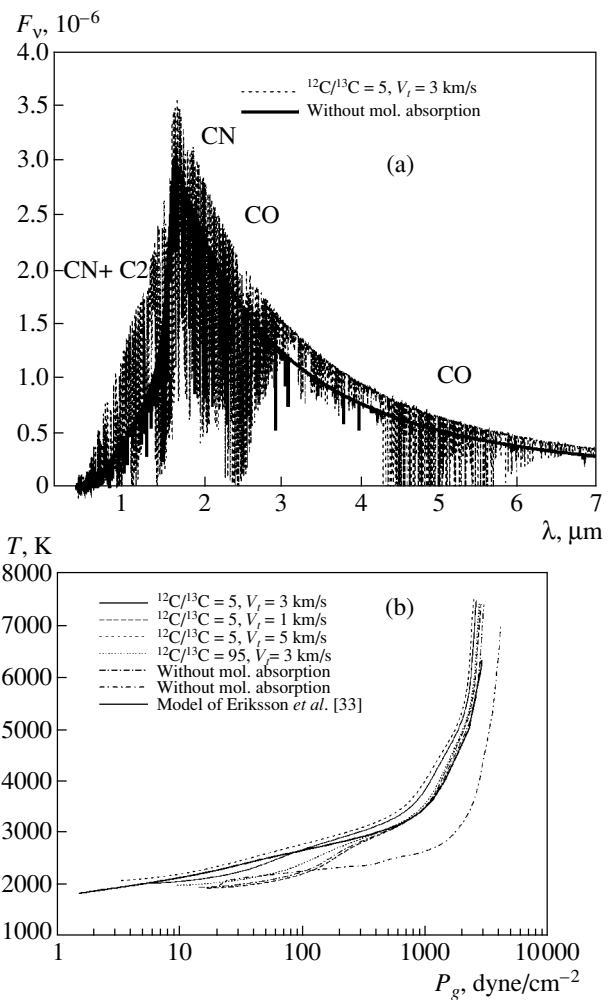 F_ν, 10⁻⁶
4.0
¹²C/¹³C = 5, V_t = 3 km/s
Without mol. absorption
3.5
CN
(a)
3.0
CO
2.5
CN+ C2
2.0
1.5
1.0
CO
0.5
0
1 2 3 4 5 6 7
λ, μm
T, K
8000
¹²C/¹³C = 5, V_t = 3 km/s
(b)
¹²C/¹³C = 5, V_t = 1 km/s
7000
¹²C/¹³C = 5, V_t = 5 km/s
¹²C/¹³C = 95, V_t = 3 km/s
Without mol. absorption
6000
Without mol. absorption
Model of Eriksson et al. [33]
5000
4000
3000
2000
1000
1 10 100 1000 10000
P_g, dyne/cm⁻²